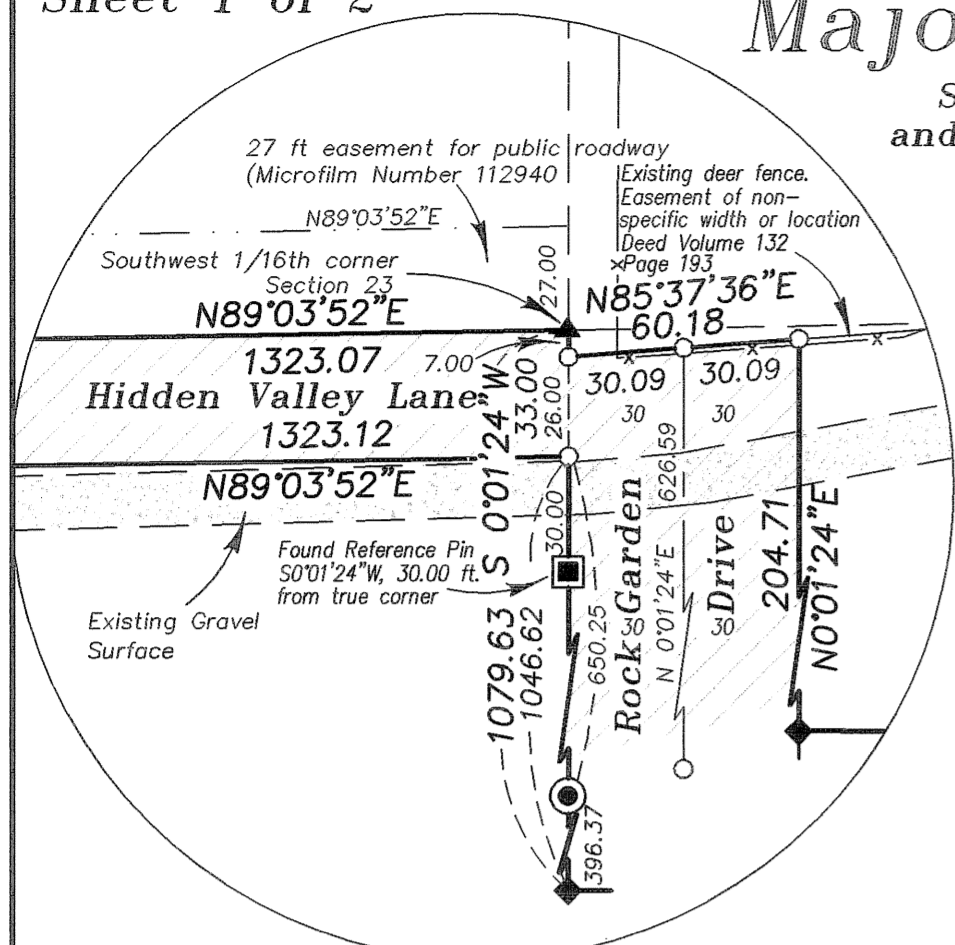 Sheet 1 of 2
Majo
S
and
27 ft easement for public roadway
(Microfilm Number 112940
N89°03'52"E
Existing deer fence.
Easement of non-
specific width or location
Deed Volume 132
Page 193
Southwest 1/16th corner
Section 23
27.00
N85°37'36"E
60.18
N89°03'52"E
1323.07
7.00
30.09
30.09
Hidden Valley Lane
33.00
26.00
30
30
1323.12
S 0°01'24"W
626.59
N89°03'52"E
30.00
Rock Garden
Drive
204.71
N0°01'24"E
Found Reference Pin
S0°01'24"W, 30.00 ft.
from true corner
N 0°01'24"E
Existing Gravel
Surface
1079.63
1046.62
650.25
30
30
396.37